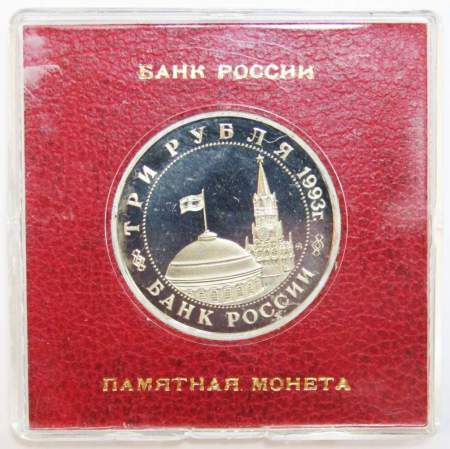 БАНК РОССИИ
ТРИ РУБЛЯ 1993г.
БАНК РОССИИ
ПАМЯТНАЯ МОНЕТА